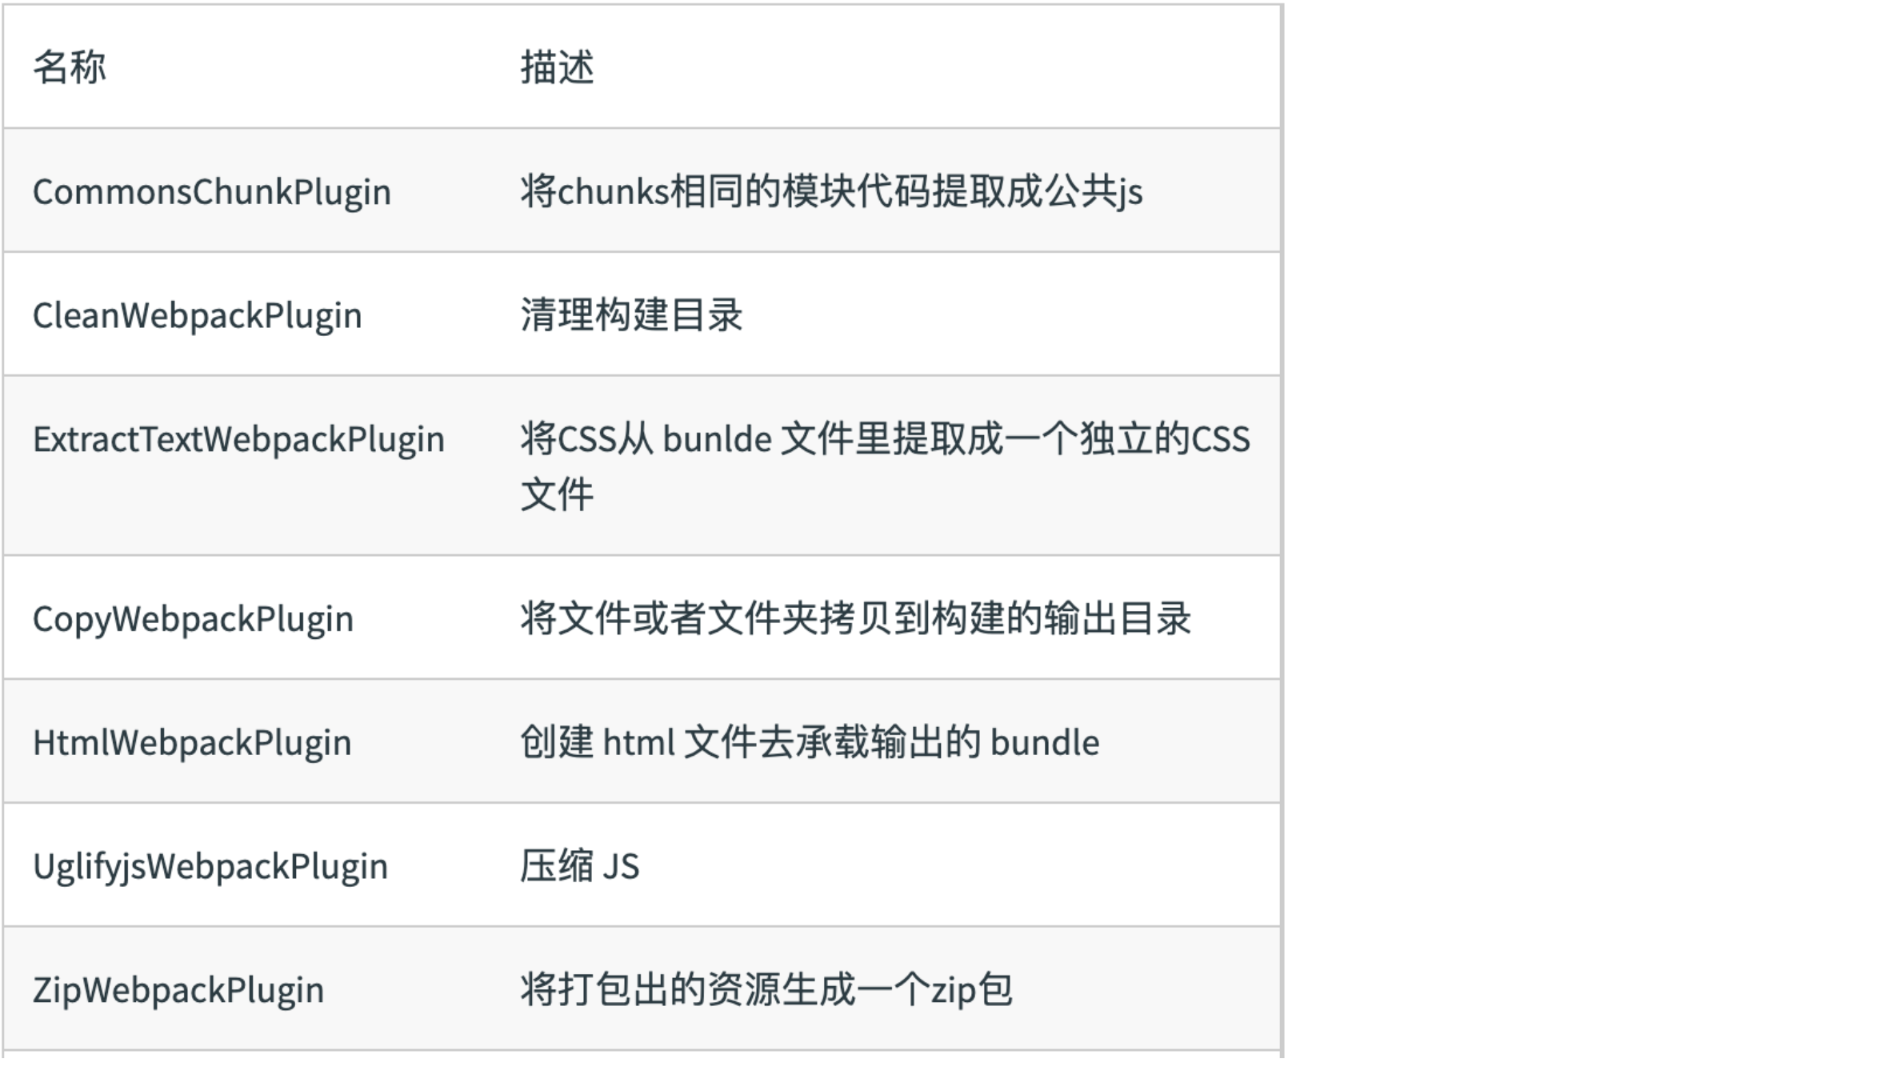 名称 描述
CommonsChunkPlugin 将chunks相同的模块代码提取成公共js
CleanWebpackPlugin 清理构建目录
ExtractTextWebpackPlugin 将CSS从 bunlde 文件里提取成一个独立的CSS
文件
CopyWebpackPlugin 将文件或者文件夹拷贝到构建的输出目录
HtmlWebpackPlugin 创建 html 文件去承载输出的 bundle
UglifyjsWebpackPlugin 压缩 JS
ZipWebpackPlugin 将打包出的资源生成一个zip包